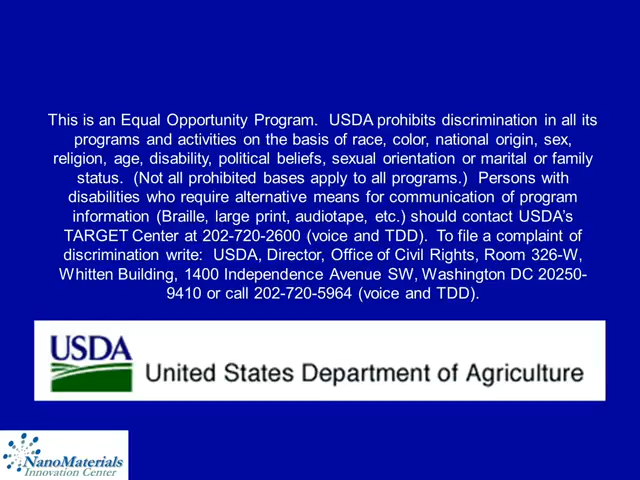 This is an Equal Opportunity Program.  USDA prohibits discrimination in all its
programs and activities on the basis of race, color, national origin, sex,
religion, age, disability, political beliefs, sexual orientation or marital or family
status.  (Not all prohibited bases apply to all programs.)  Persons with
disabilities who require alternative means for communication of program
information (Braille, large print, audiotape, etc.) should contact USDA's
TARGET Center at 202-720-2600 (voice and TDD).  To file a complaint of
discrimination write:  USDA, Director, Office of Civil Rights, Room 326-W,
Whitten Building, 1400 Independence Avenue SW, Washington DC 20250-
9410 or call 202-720-5964 (voice and TDD).
USDA
United States Department of Agriculture
NanoMaterials
Innovation Center